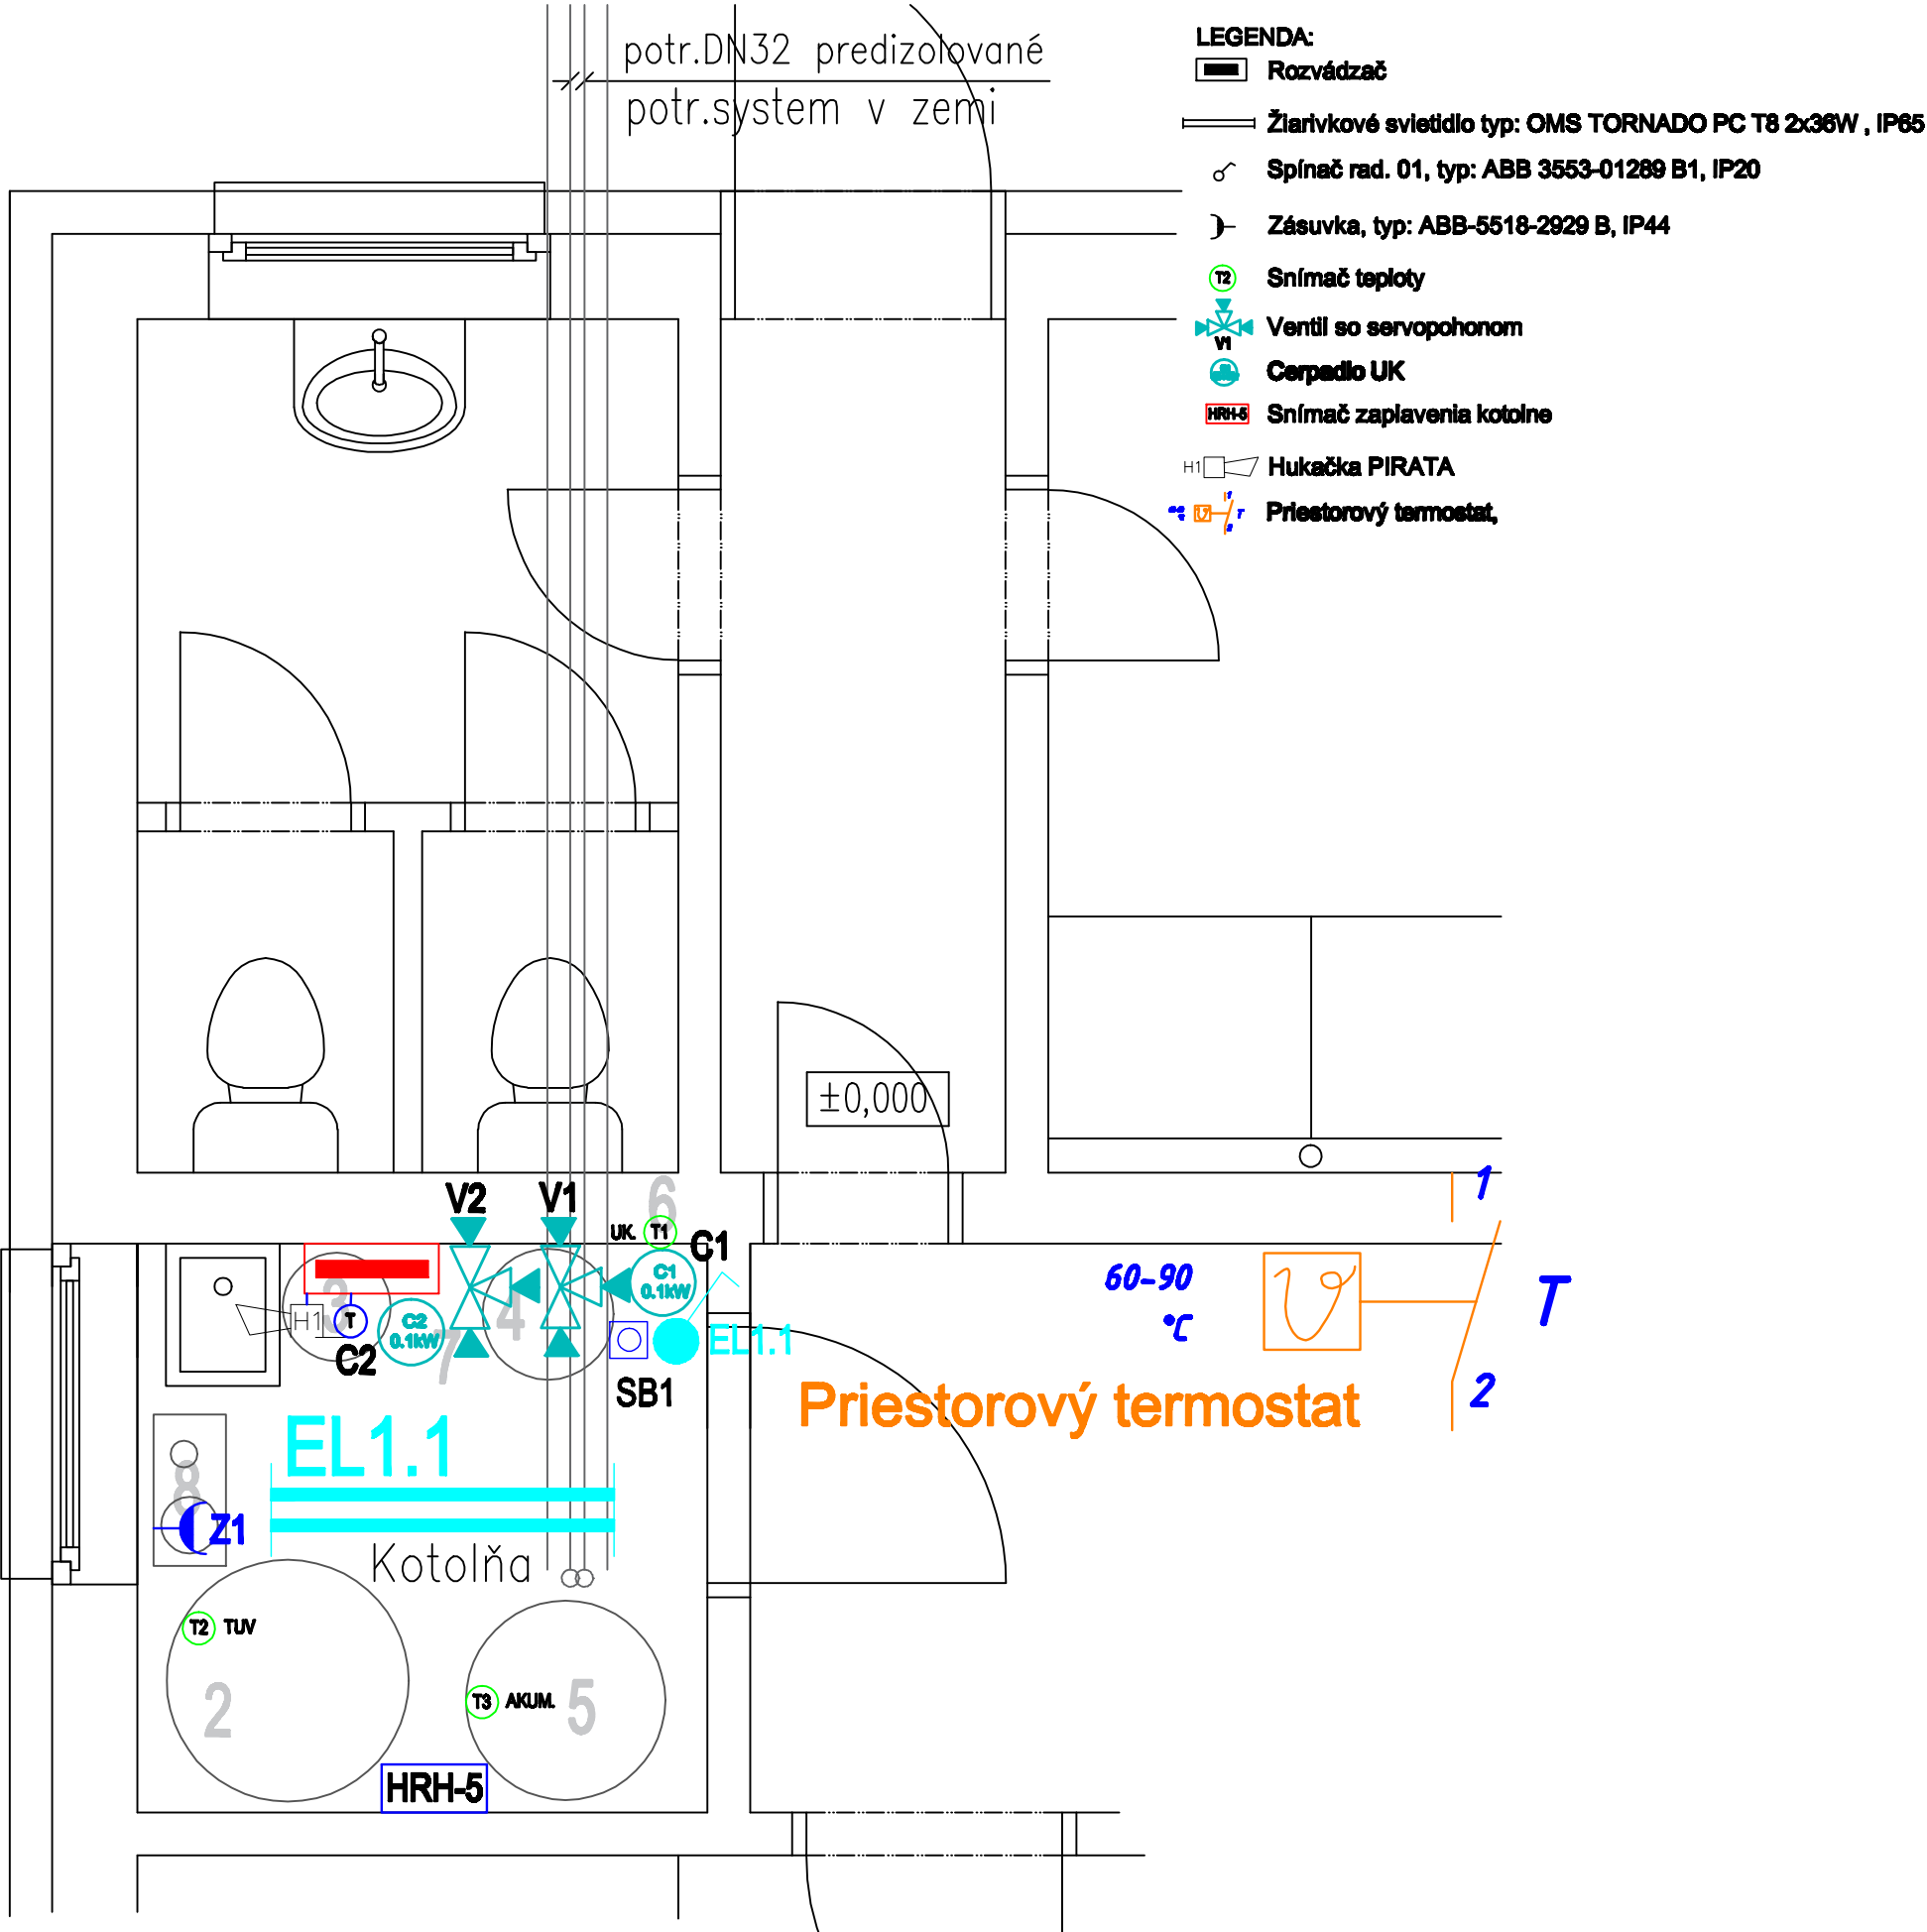 potr.DN32 predizolované
potr.system v zemi
LEGENDA:
Rozvádzač
Žiarivkové svietidlo typ: OMS TORNADO PC T8 2x36W , IP65
Spínač rad. 01, typ: ABB 3553-01289 B1, IP20
Zásuvka, typ: ABB-5518-2929 B, IP44
T2 Snímač teploty
Ventil so servopohonom
V1
Cerpadlo UK
HRH-5 Snímač zaplavenia kotolne
H1 Hukačka PIRATA
1
Priestorový termostat,
T
2
±0,000
V2 V1 6
UK. T1 C1
C1
0.1kW
3 4
H1 T
C2
0.1kW
C2 7
EL1.1
SB1
1
60-90
°C
T
2
Priestorový termostat
EL1.1
8
Z1
Kotolňa
T2 TUV
2
T3 AKUM. 5
HRH-5